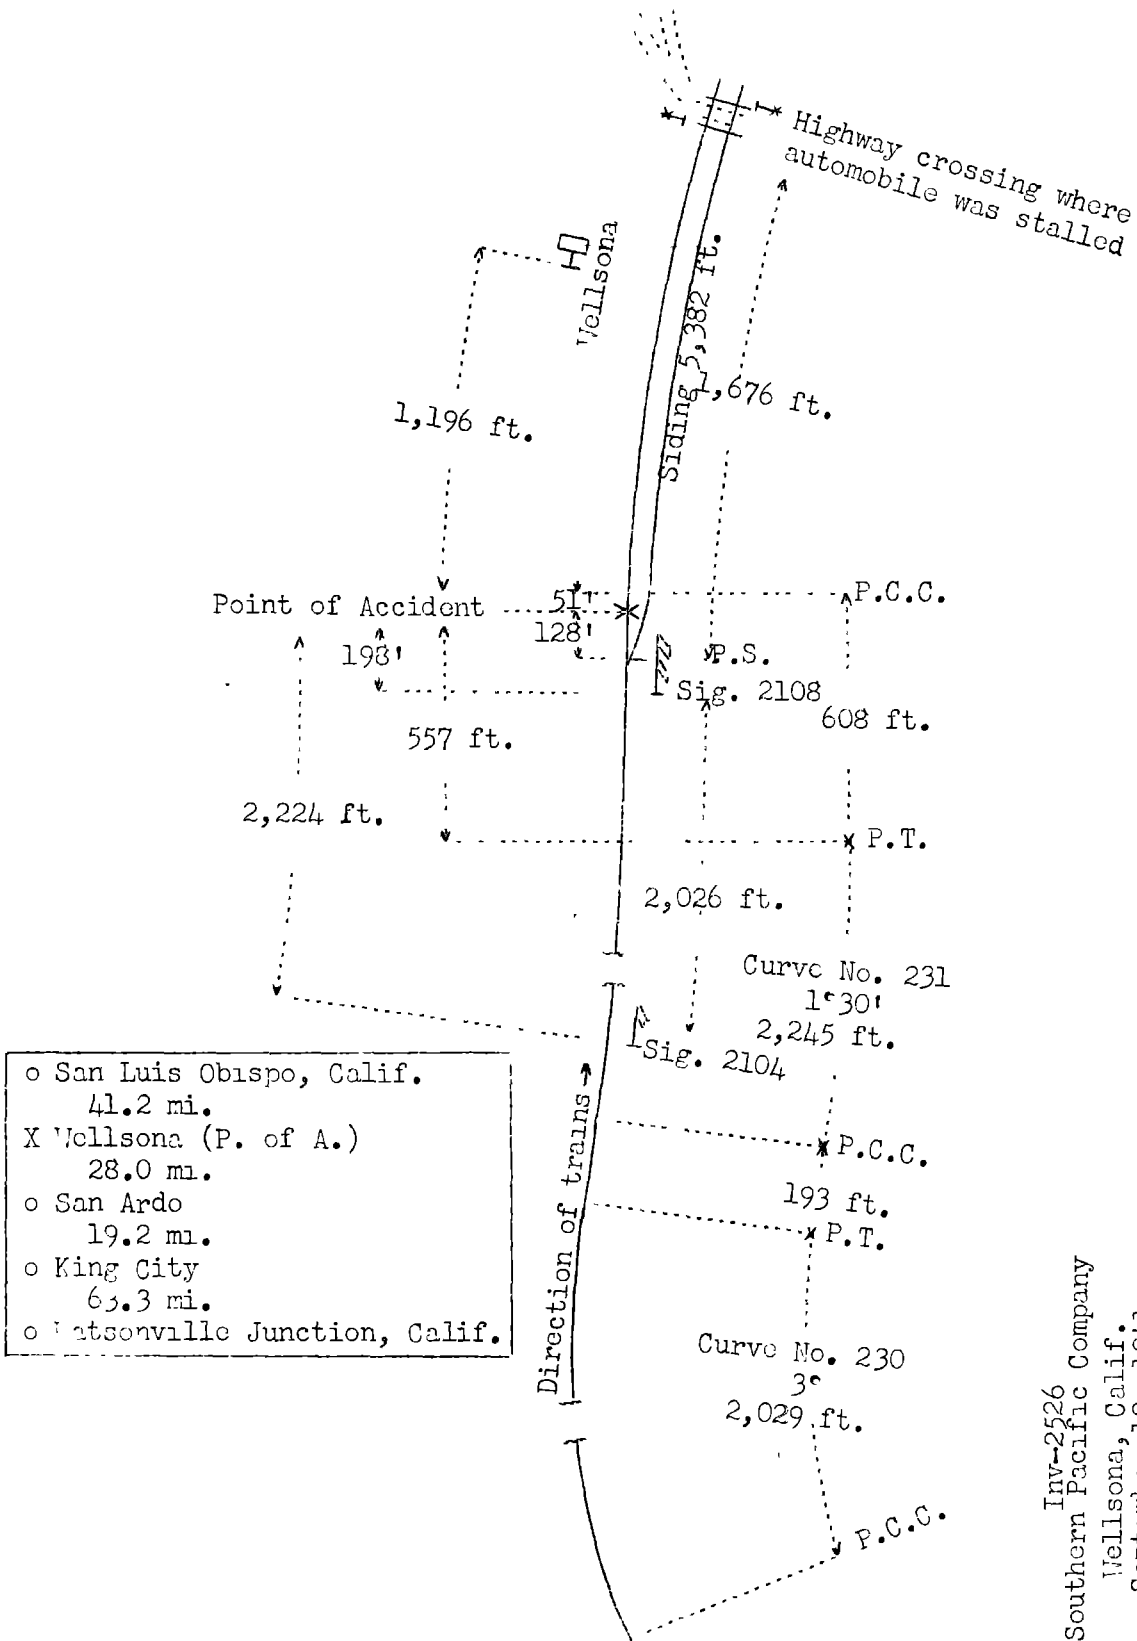 Highway crossing where
automobile was stalled
Wellsona
Siding 5,382 ft.
1,676 ft.
1,196 ft.
Point of Accident
51'
128'
P.C.C.
P.S.
198'
Sig. 2108
608 ft.
557 ft.
2,224 ft.
P.T.
2,026 ft.
Curve No. 231
1°30'
2,245 ft.
Sig. 2104
Direction of trains
P.C.C.
193 ft.
P.T.
Curve No. 230
3°
2,029 ft.
P.C.C.
o San Luis Obispo, Calif.
41.2 mi.
X Wellsona (P. of A.)
28.0 mi.
o San Ardo
19.2 mi.
o King City
63.3 mi.
o Watsonville Junction, Calif.
Inv-2526
Southern Pacific Company
Wellsona, Calif.